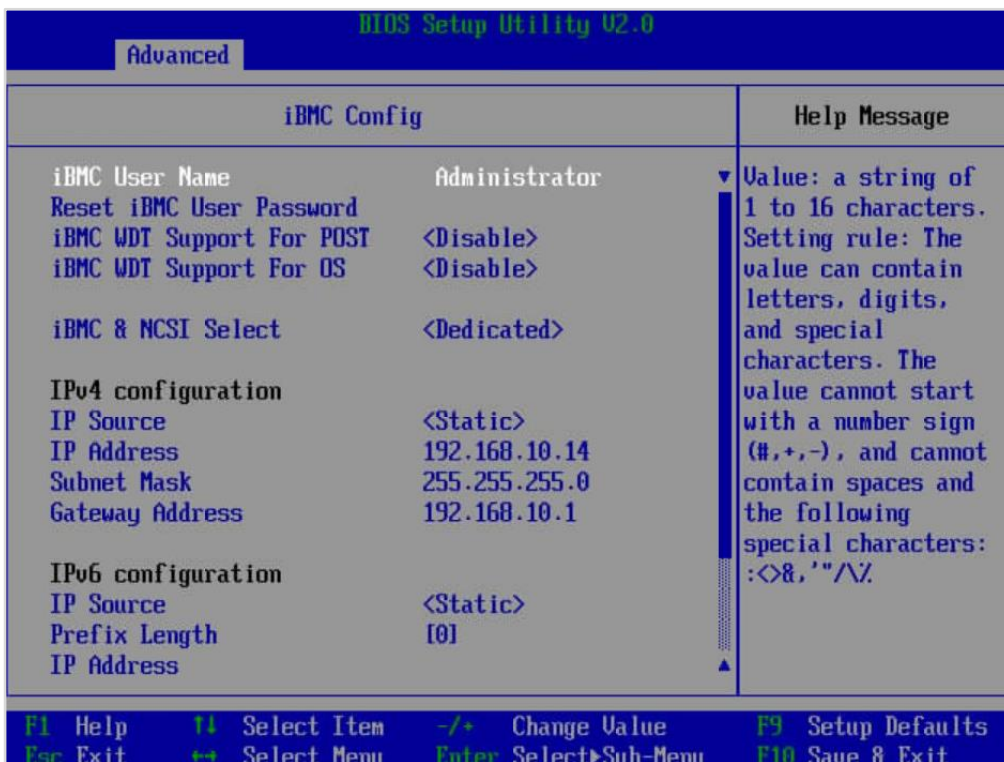 BIOS Setup Utility V2.0
Advanced
iBMC Config
iBMC User Name Administrator
Reset iBMC User Password
iBMC WDT Support For POST <Disable>
iBMC WDT Support For OS <Disable>
iBMC & NCSI Select <Dedicated>
IPv4 configuration
IP Source <Static>
IP Address 192.168.10.14
Subnet Mask 255.255.255.0
Gateway Address 192.168.10.1
IPv6 configuration
IP Source <Static>
Prefix Length [0]
IP Address
Help Message
Value: a string of
1 to 16 characters.
Setting rule: The
value can contain
letters, digits,
and special
characters. The
value cannot start
with a number sign
(#,+,-), and cannot
contain spaces and
the following
special characters:
:<>&,'"/\%
F1 Help ↑↓ Select Item -/+ Change Value F9 Setup Defaults
Esc Exit ↔ Select Menu Enter Select▶Sub-Menu F10 Save & Exit